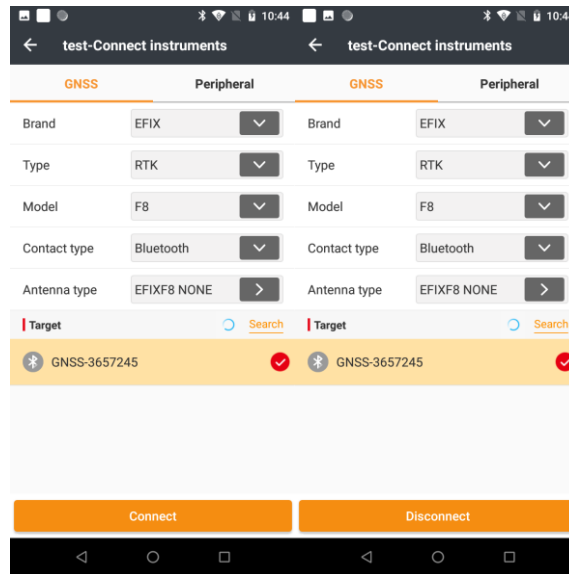 10:44
test-Connect instruments
GNSS Peripheral
Brand EFIX
Type RTK
Model F8
Contact type Bluetooth
Antenna type EFIXF8 NONE
Target Search
GNSS-3657245
Connect
10:4
test-Connect instruments
GNSS Peripheral
Brand EFIX
Type RTK
Model F8
Contact type Bluetooth
Antenna type EFIXF8 NONE
Target Search
GNSS-3657245
Disconnect